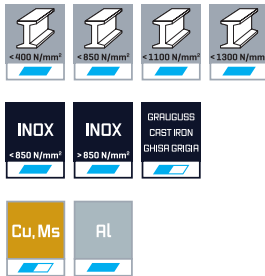 <400 N/mm² <850 N/mm² <1100 N/mm² <1300 N/mm²
INOX INOX GRAUGUSS
CAST IRON
GHISA GRIGIA
<850 N/mm² >850 N/mm²
Cu, Ms Al